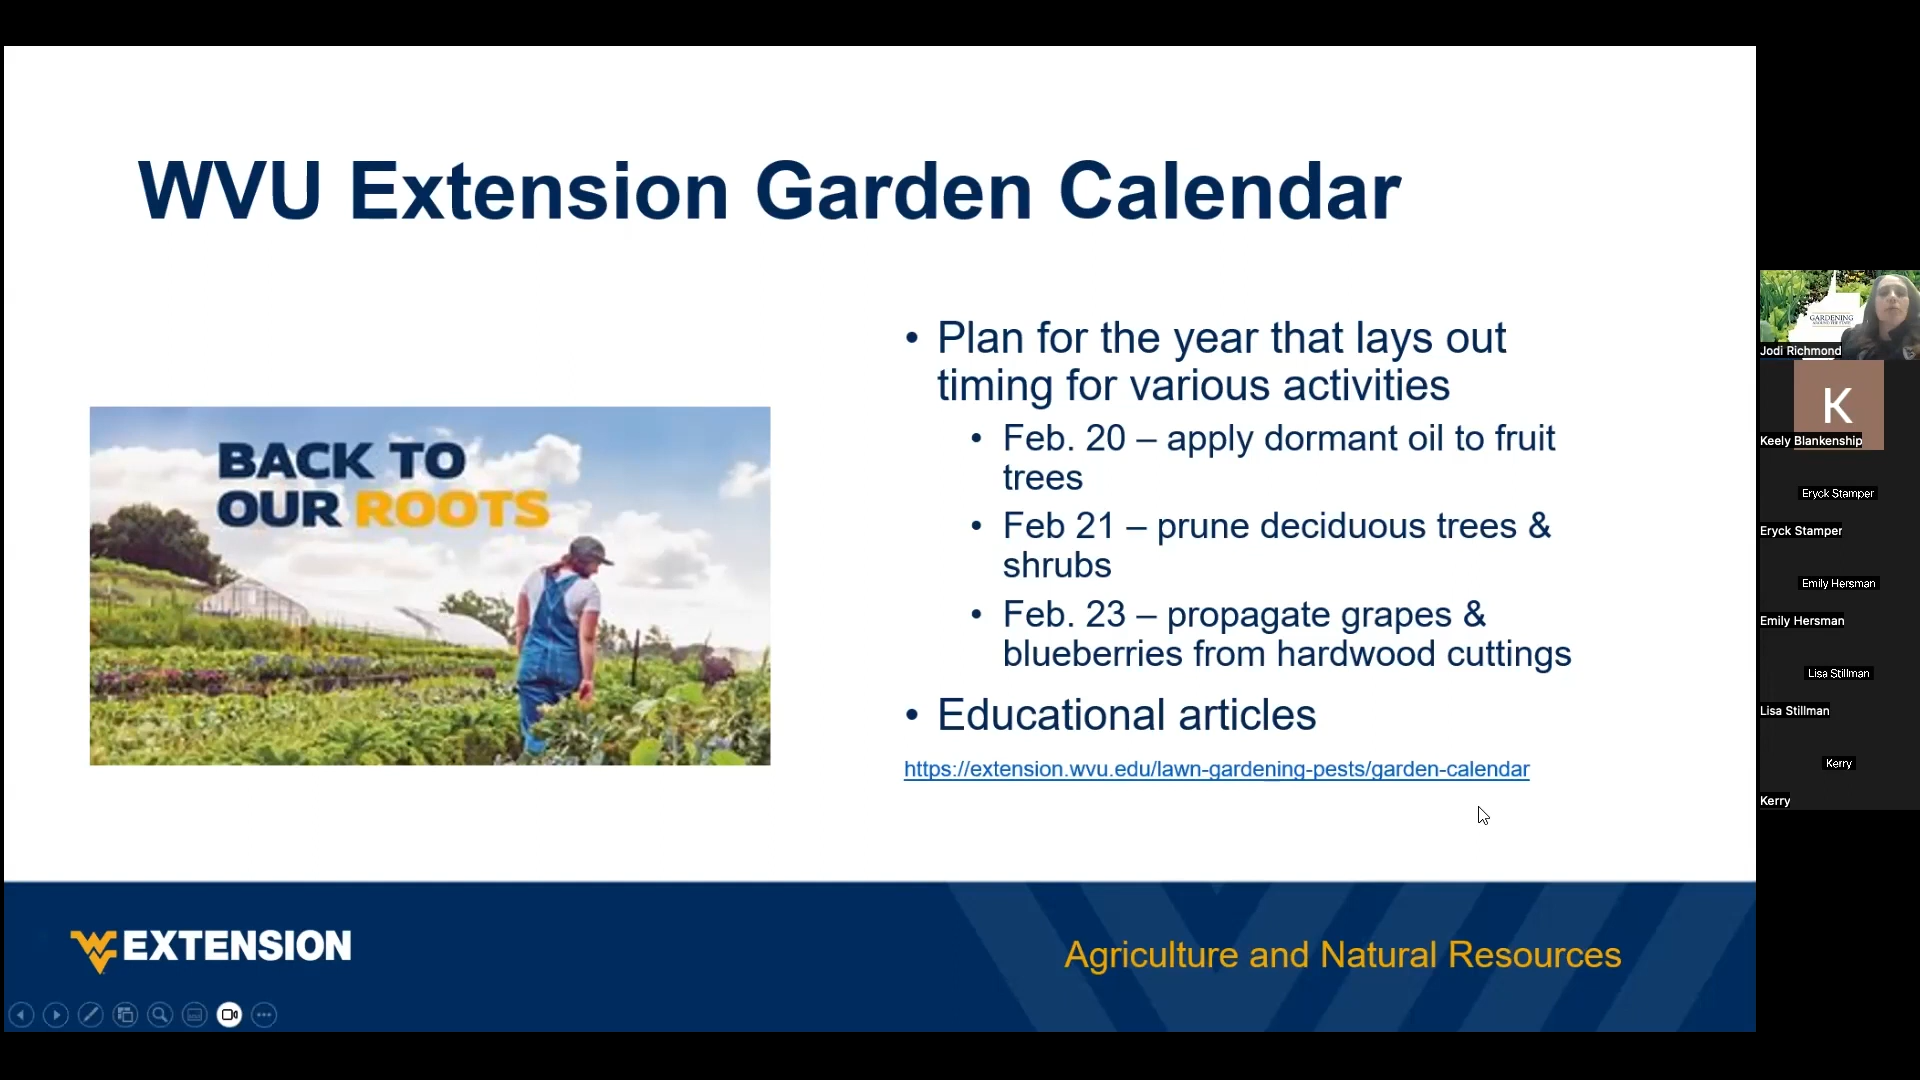 WVU Extension Garden Calendar
BACK TO
OUR ROOTS
• Plan for the year that lays out
timing for various activities
• Feb. 20 – apply dormant oil to fruit
trees
• Feb 21 – prune deciduous trees &
shrubs
• Feb. 23 – propagate grapes &
blueberries from hardwood cuttings
• Educational articles
https://extension.wvu.edu/lawn-gardening-pests/garden-calendar
WV EXTENSION
Agriculture and Natural Resources
GARDENING
Jodi Richmond
K
Keely Blankenship
Eryck Stamper
Eryck Stamper
Emily Hersman
Emily Hersman
Lisa Stillman
Lisa Stillman
Kerry
Kerry